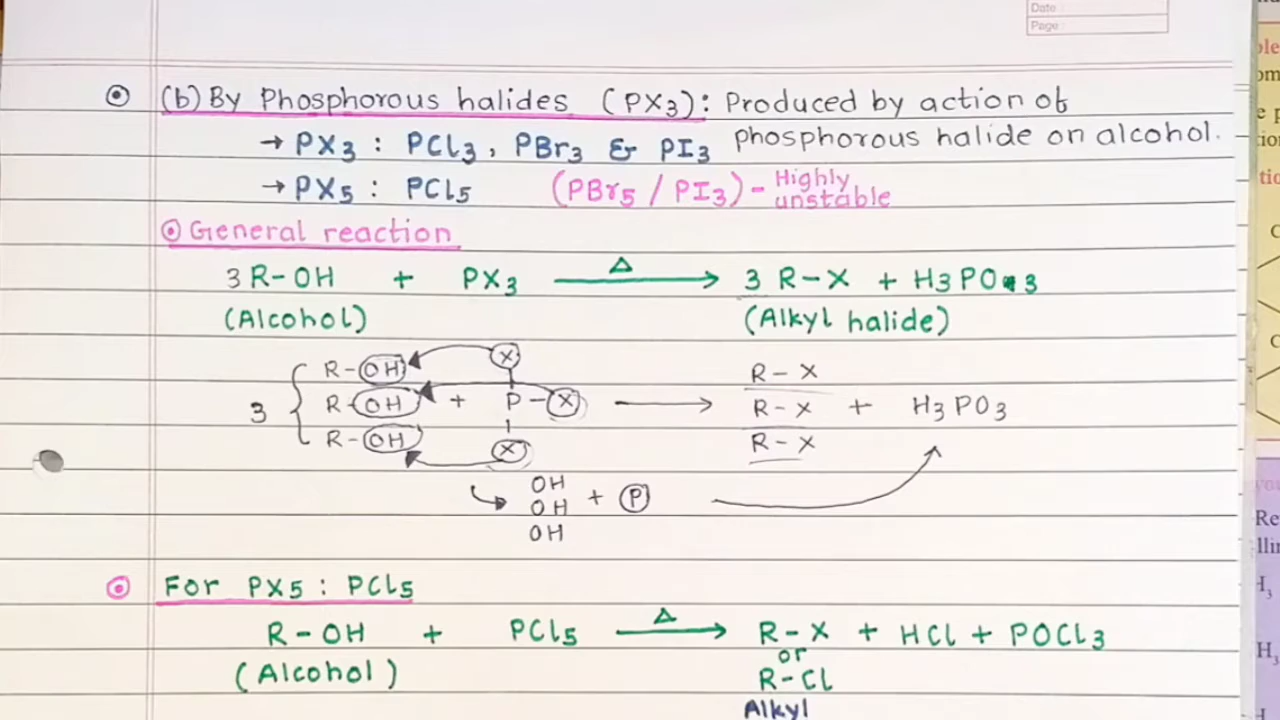 Date
Page
(b) By Phosphorous halides (PX3): Produced by action of
phosphorous halide on alcohol.
→ PX3 : PCl3, PBr3 & PI3
→ PX5 : PCl5 (PBr5 / PI3) - Highly unstable
General reaction
3 R-OH + PX3 Δ→ 3 R-X + H3PO3
(Alcohol) (Alkyl halide)
R-OH X R-X
3 R-OH + P-X → R-X + H3PO3
R-OH X R-X
OH
OH + P
OH
For PX5 : PCl5
R-OH + PCl5 Δ→ R-X + HCl + POCl3
or
(Alcohol) R-Cl
Alkyl